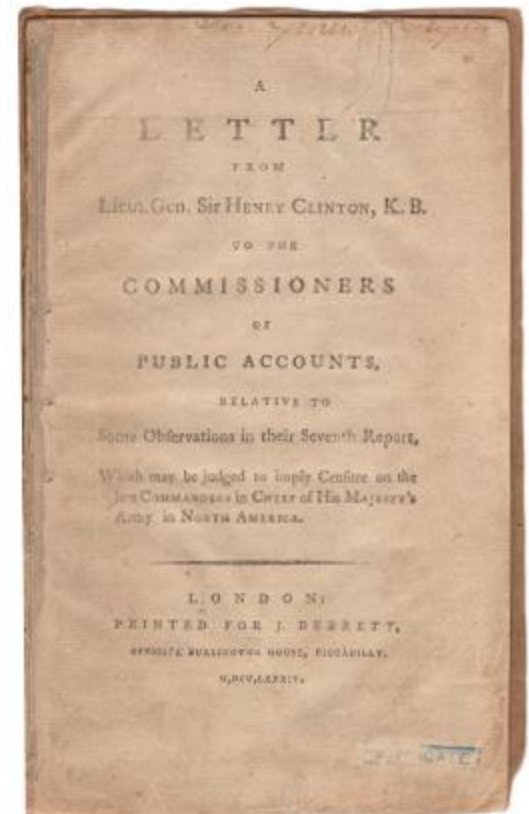 A
LETTER
FROM
Lieut. Gen. Sir HENRY CLINTON, K. B.
TO THE
COMMISSIONERS
OF
PUBLIC ACCOUNTS,
RELATIVE TO
Some Observations in their Seventh Report,
Which may be judged to imply Censure on the
late COMMANDERS in CHIEF of His MAJESTY's
Army in NORTH AMERICA.
LONDON:
PRINTED FOR J. DEBRETT,
OPPOSITE BURLINGTON HOUSE, PICCADILLY.
M,DCC,LXXXIV.
DATE